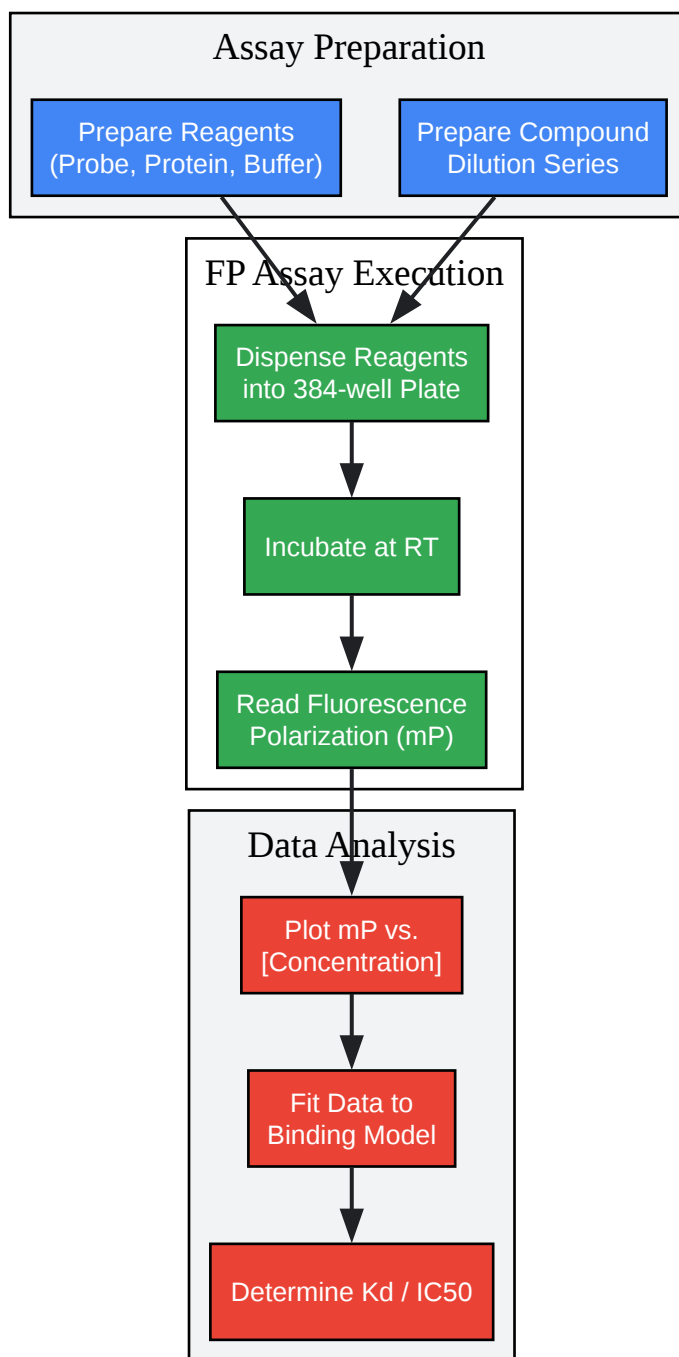 Assay Preparation
Prepare Reagents
(Probe, Protein, Buffer)
Prepare Compound
Dilution Series
FP Assay Execution
Dispense Reagents
into 384-well Plate
Incubate at RT
Read Fluorescence
Polarization (mP)
Data Analysis
Plot mP vs.
[Concentration]
Fit Data to
Binding Model
Determine Kd / IC50